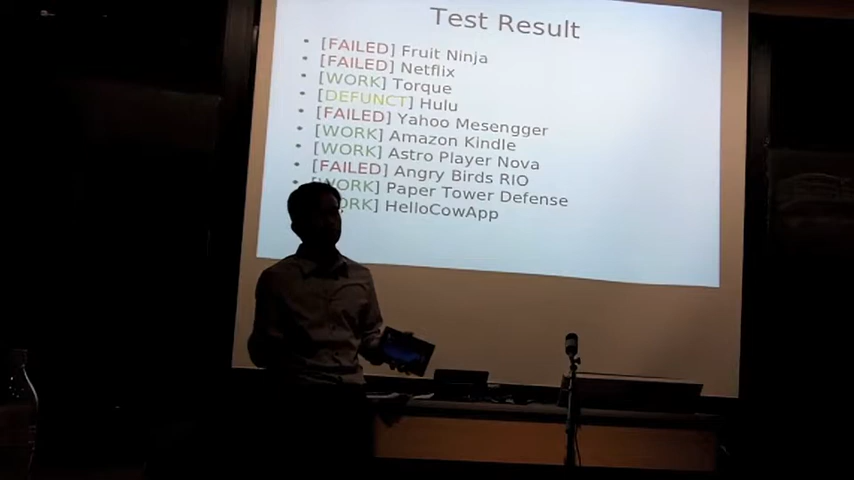 Test Result
• [FAILED] Fruit Ninja
• [FAILED] Netflix
• [WORK] Torque
• [DEFUNCT] Hulu
• [FAILED] Yahoo Mesengger
• [WORK] Amazon Kindle
• [WORK] Astro Player Nova
• [FAILED] Angry Birds RIO
• [WORK] Paper Tower Defense
ORK] HelloCowApp